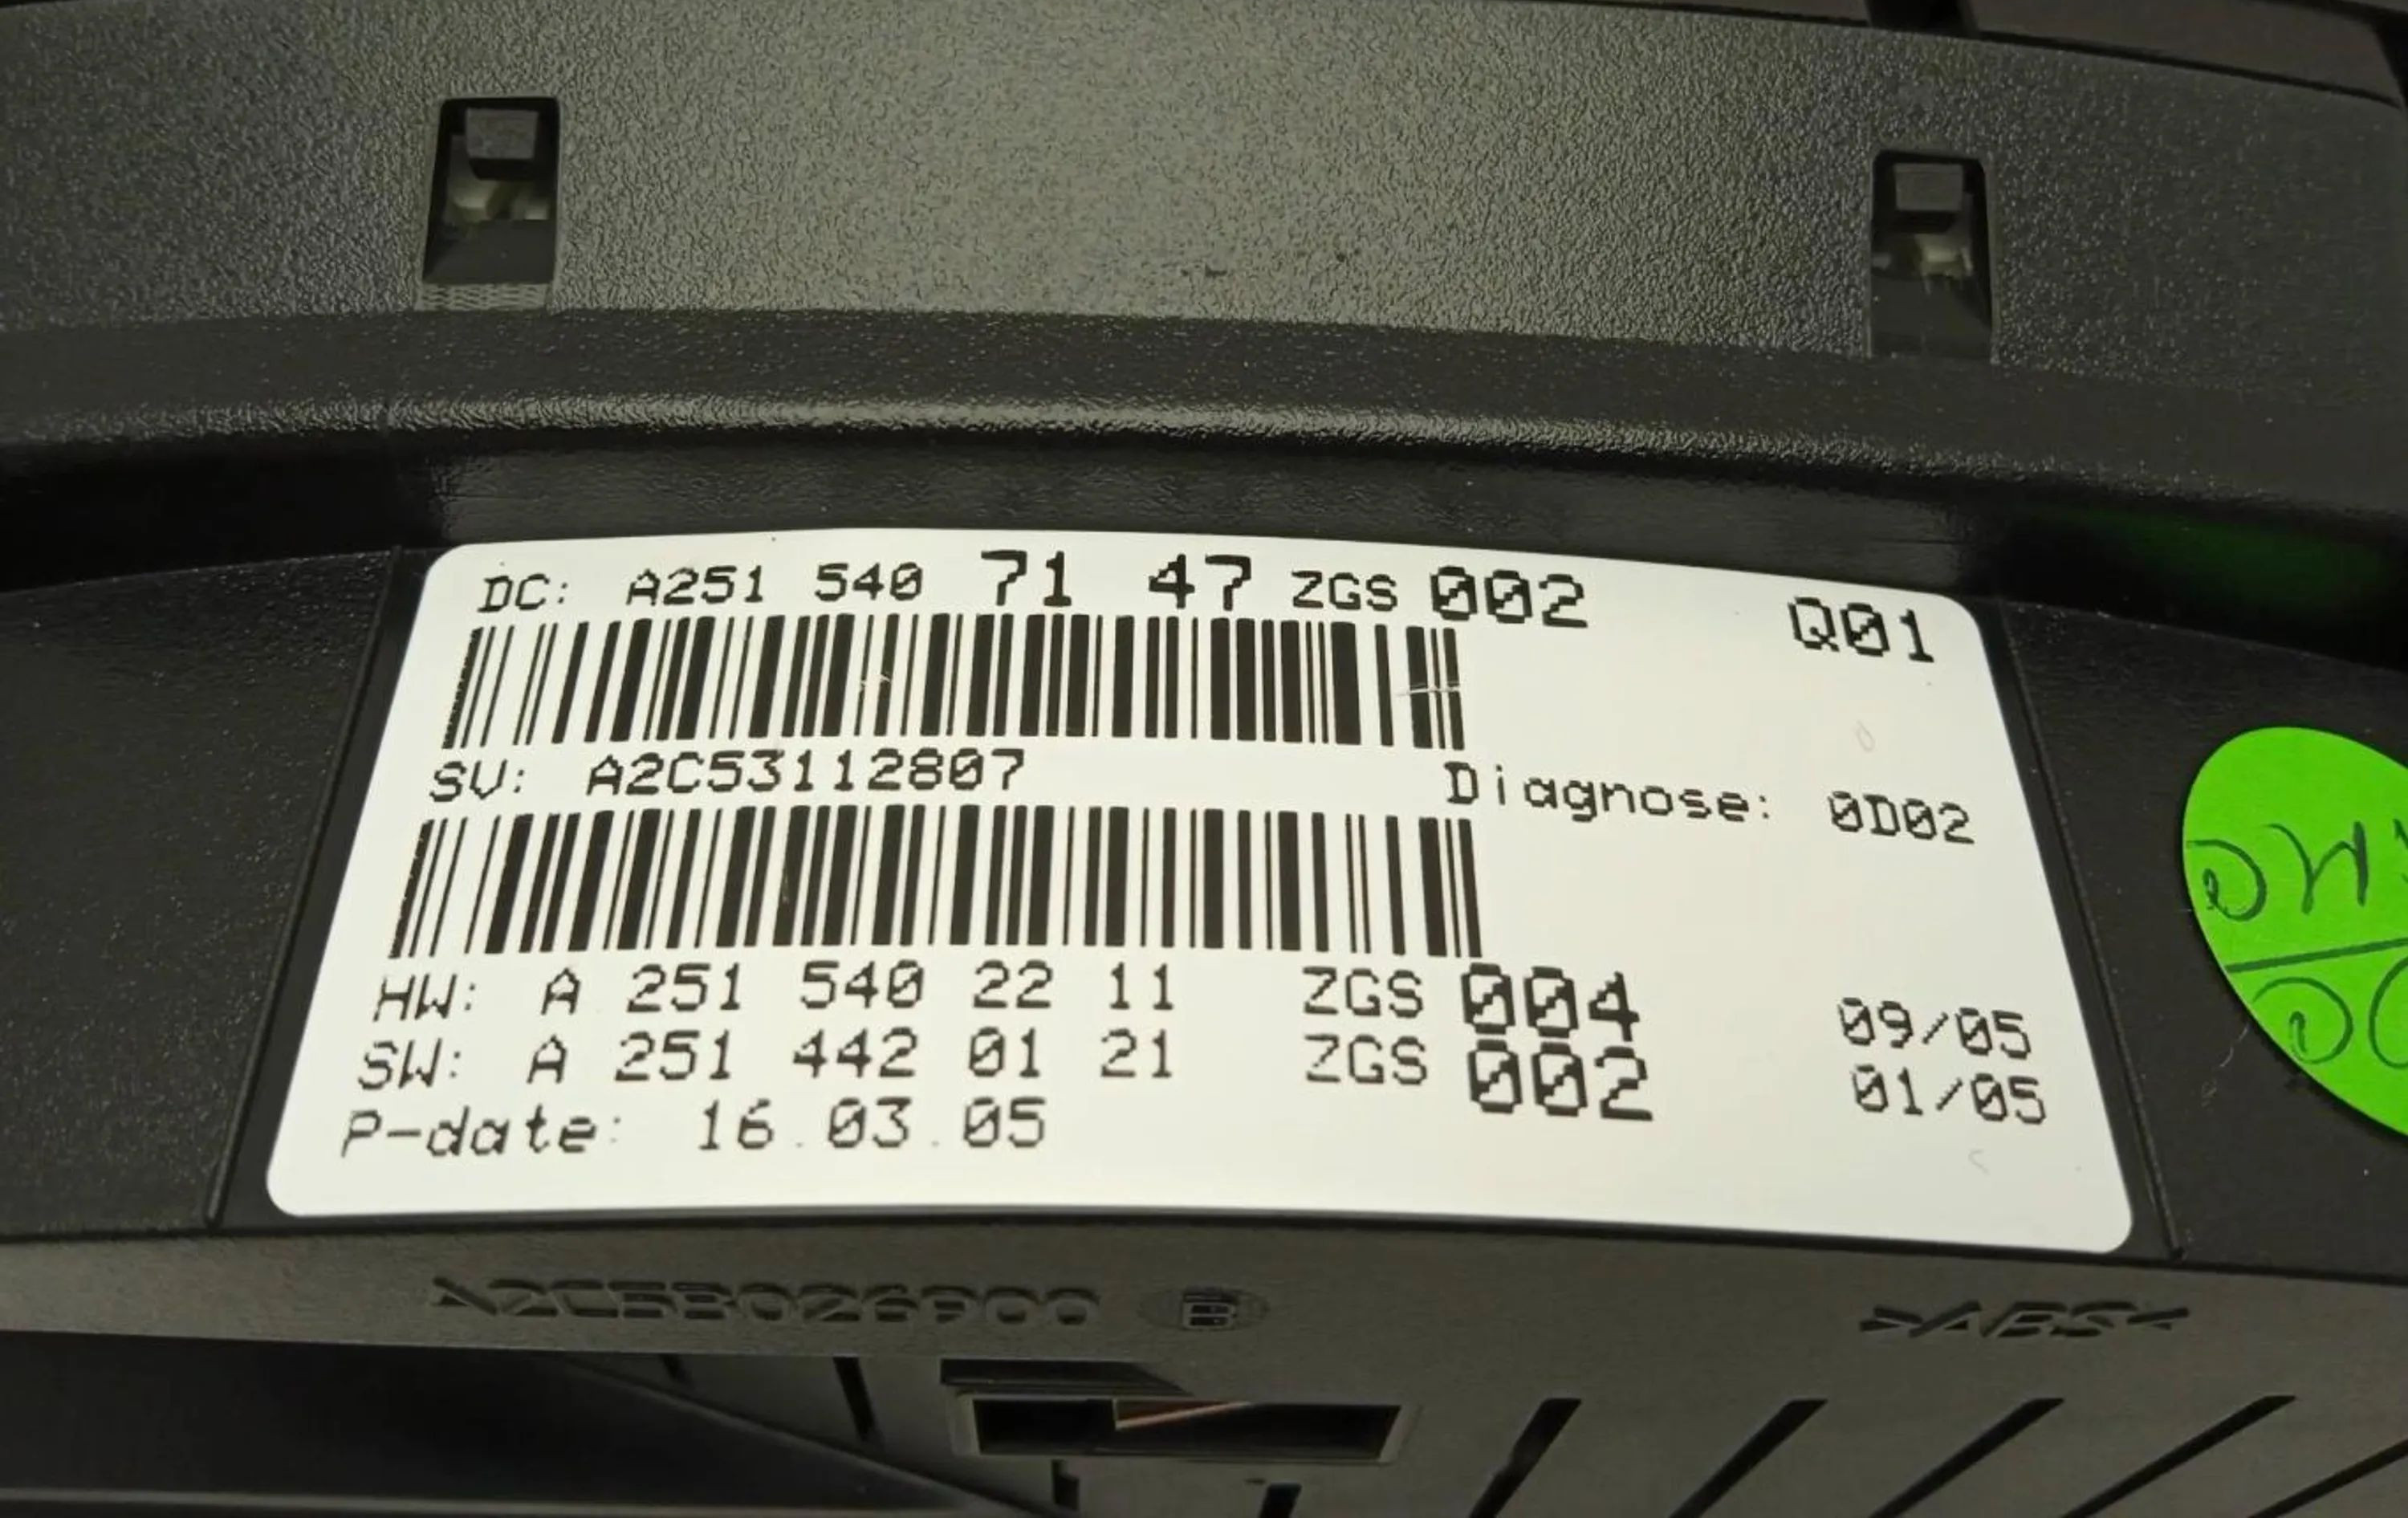 DC: A251 540 71 47 ZGS 002 Q01
SV: A2C53112807 Diagnose: 0D02
HW: A 251 540 22 11 ZGS 004 09/05
SW: A 251 442 01 21 ZGS 002 01/05
P-date: 16.03.05
A2C53026900 B >ABS<